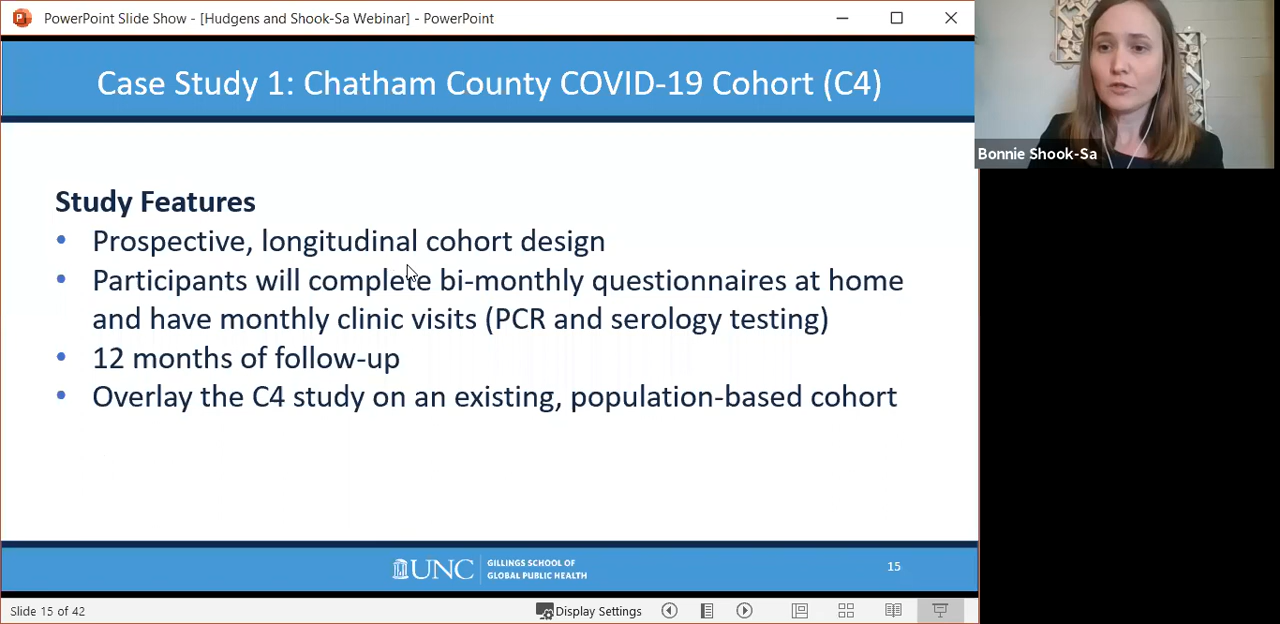 PowerPoint Slide Show - [Hudgens and Shook-Sa Webinar] - PowerPoint
Case Study 1: Chatham County COVID-19 Cohort (C4)
Bonnie Shook-Sa
Study Features
• Prospective, longitudinal cohort design
• Participants will complete bi-monthly questionnaires at home
and have monthly clinic visits (PCR and serology testing)
• 12 months of follow-up
• Overlay the C4 study on an existing, population-based cohort
UNC
GILLINGS SCHOOL OF
GLOBAL PUBLIC HEALTH
15
Slide 15 of 42
Display Settings